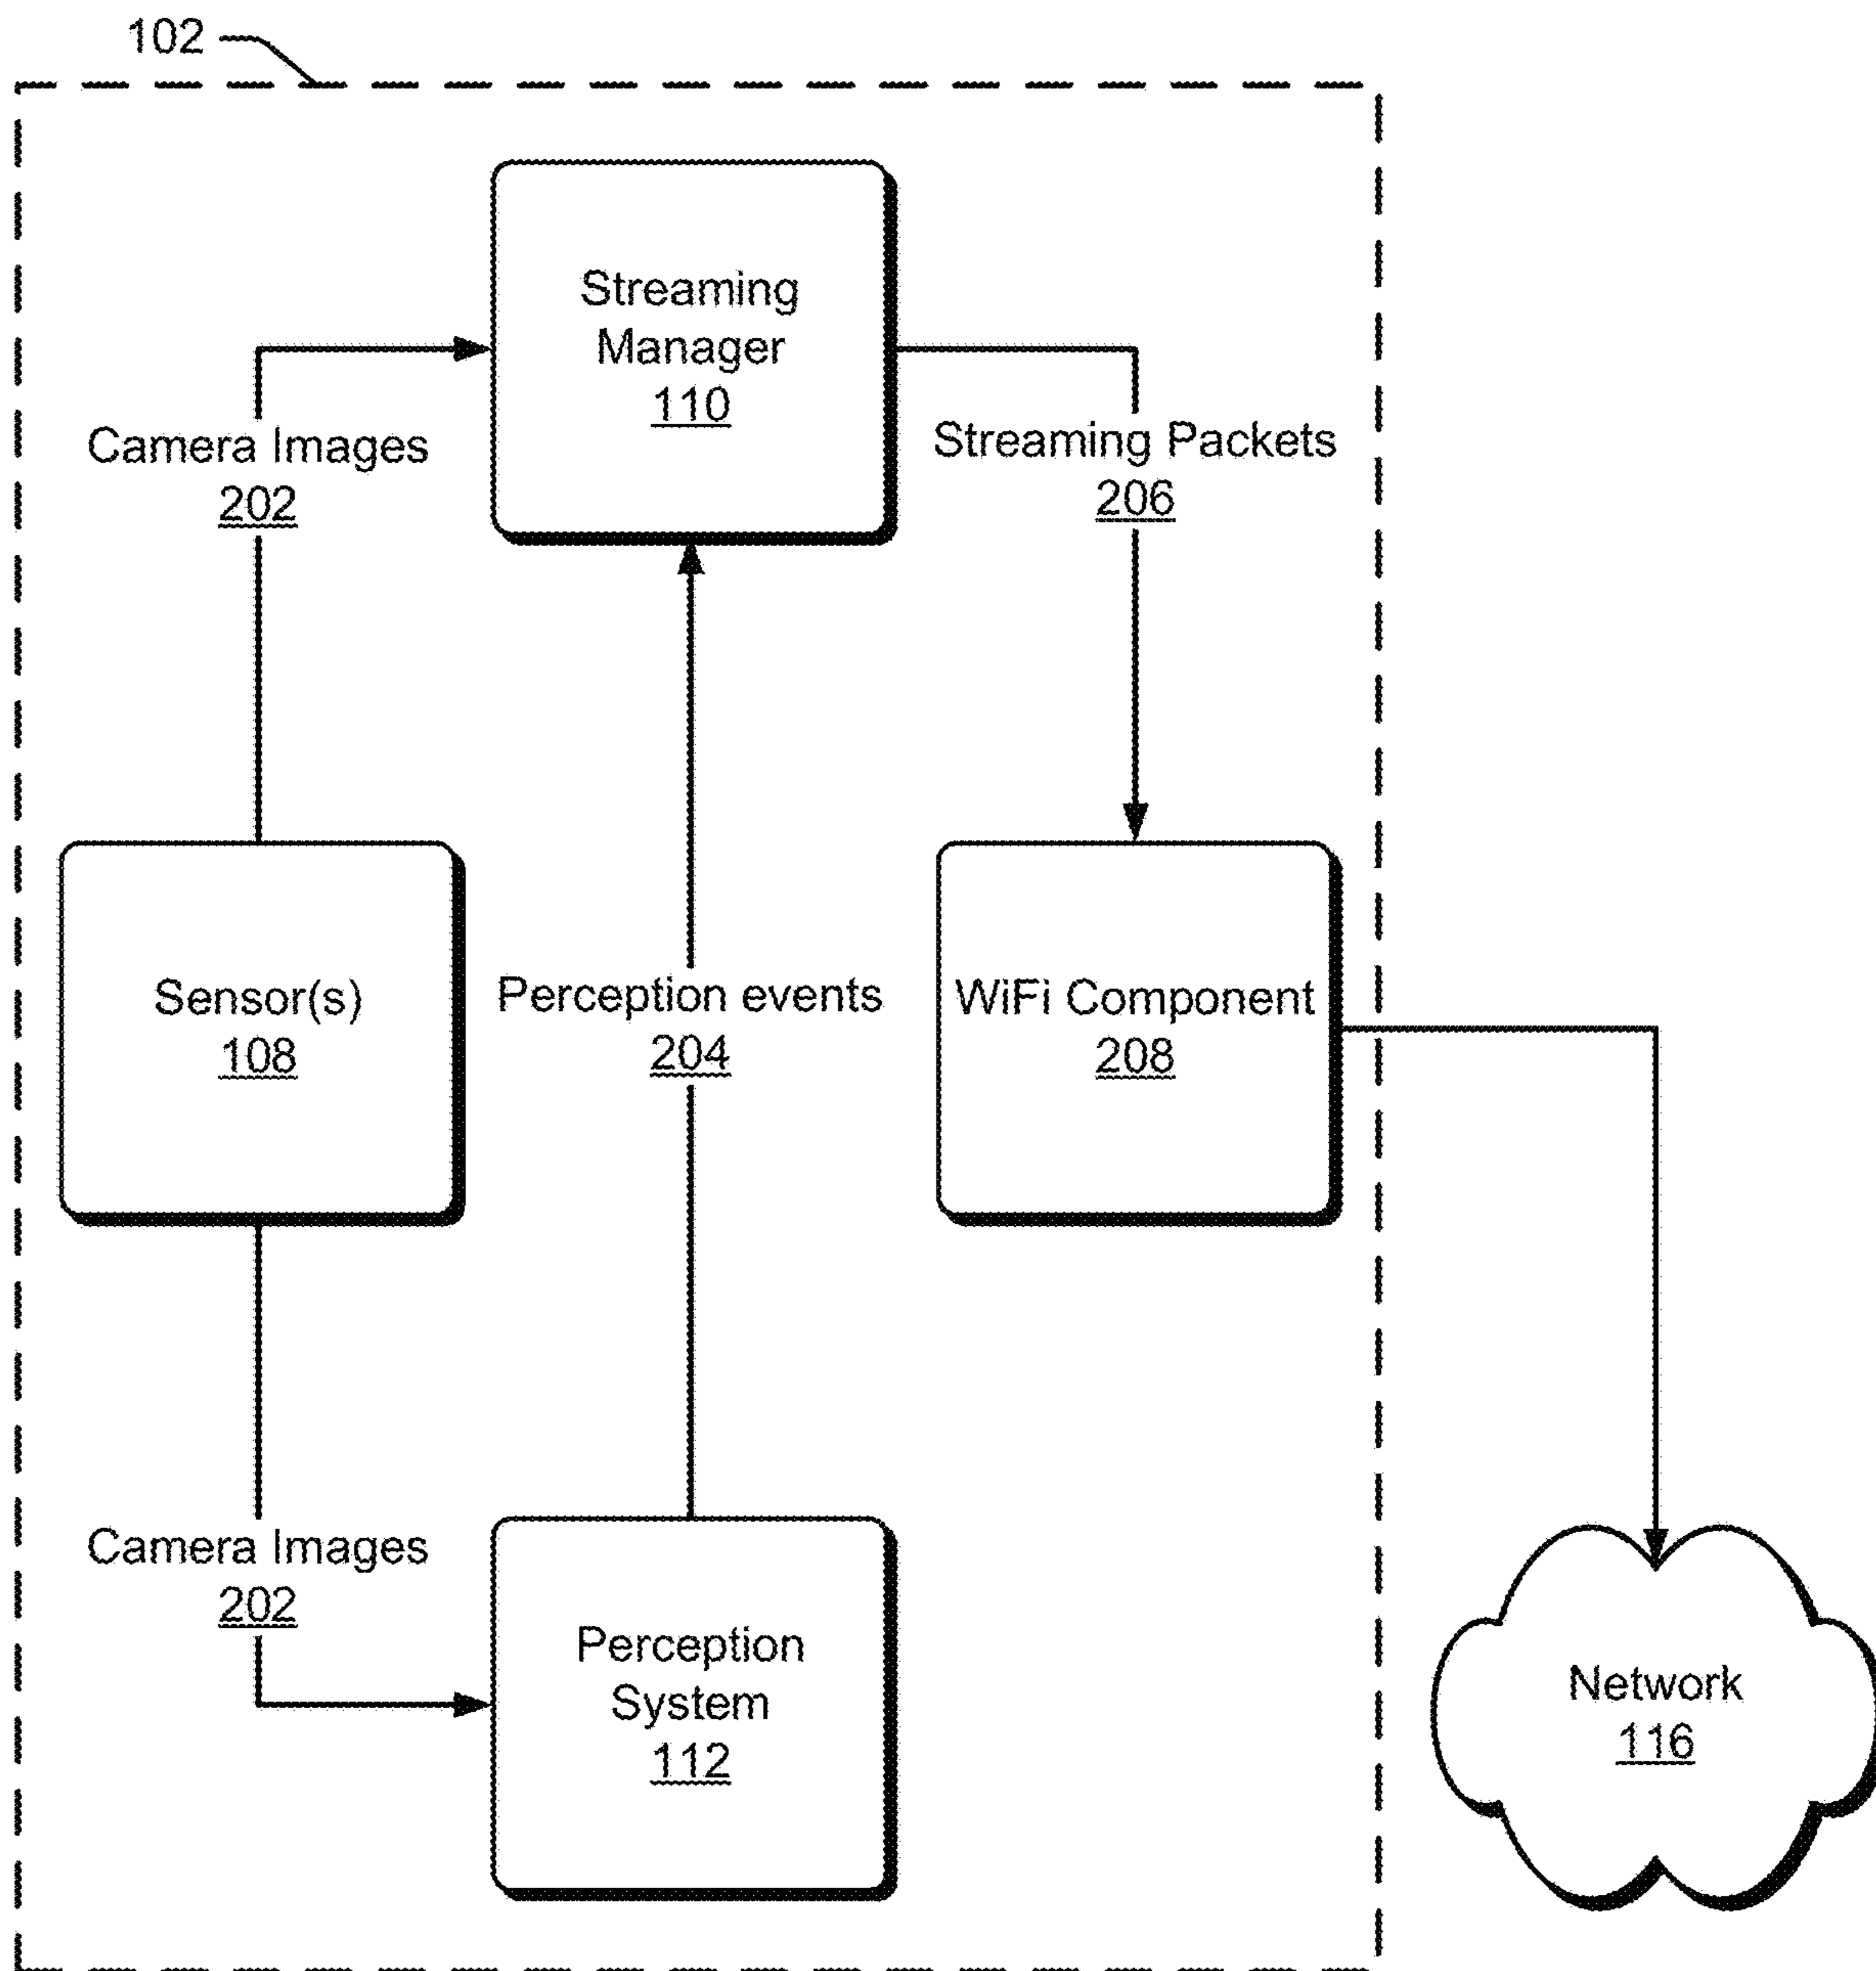 102
Streaming
Manager
110
Camera Images
202
Streaming Packets
206
Sensor(s)
108
Perception events
204
WiFi Component
208
Camera Images
202
Perception
System
112
Network
116